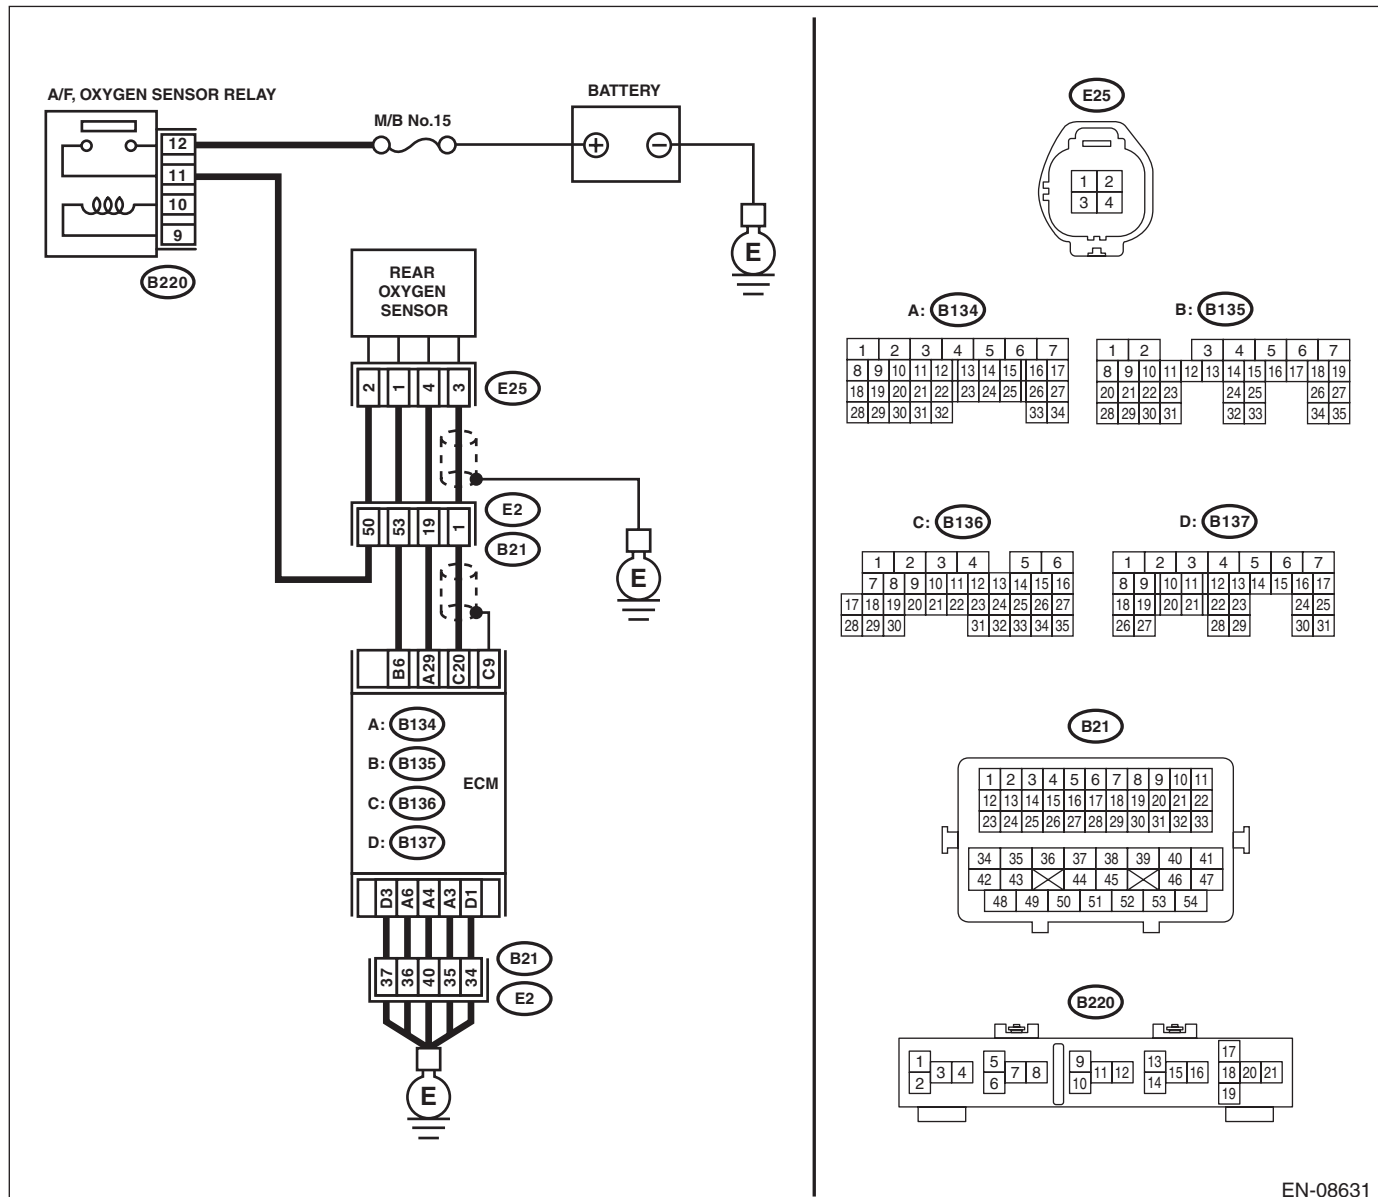 A/F, OXYGEN SENSOR RELAY
BATTERY
M/B No.15
12
11
10
9
B220
E
REAR
OXYGEN
SENSOR
2 1 4 3
E25
E2
50 53 19 1
B21
E
B6 A29 C20 C9
A: B134
B: B135
ECM
C: B136
D: B137
D3 A6 A4 A3 D1
B21
37 36 40 35 34
E2
E
E25
1 2
3 4
A: B134
1 2 3 4 5 6 7
8 9 10 11 12 13 14 15 16 17
18 19 20 21 22 23 24 25 26 27
28 29 30 31 32 33 34
B: B135
1 2 3 4 5 6 7
8 9 10 11 12 13 14 15 16 17 18 19
20 21 22 23 24 25 26 27
28 29 30 31 32 33 34 35
C: B136
1 2 3 4 5 6
7 8 9 10 11 12 13 14 15 16
17 18 19 20 21 22 23 24 25 26 27
28 29 30 31 32 33 34 35
D: B137
1 2 3 4 5 6 7
8 9 10 11 12 13 14 15 16 17
18 19 20 21 22 23 24 25
26 27 28 29 30 31
B21
1 2 3 4 5 6 7 8 9 10 11
12 13 14 15 16 17 18 19 20 21 22
23 24 25 26 27 28 29 30 31 32 33
34 35 36 37 38 39 40 41
42 43 44 45 46 47
48 49 50 51 52 53 54
B220
1 2 3 4
5 6 7 8
9 10 11 12
13 14 15 16
17 18 19 20 21
EN-08631